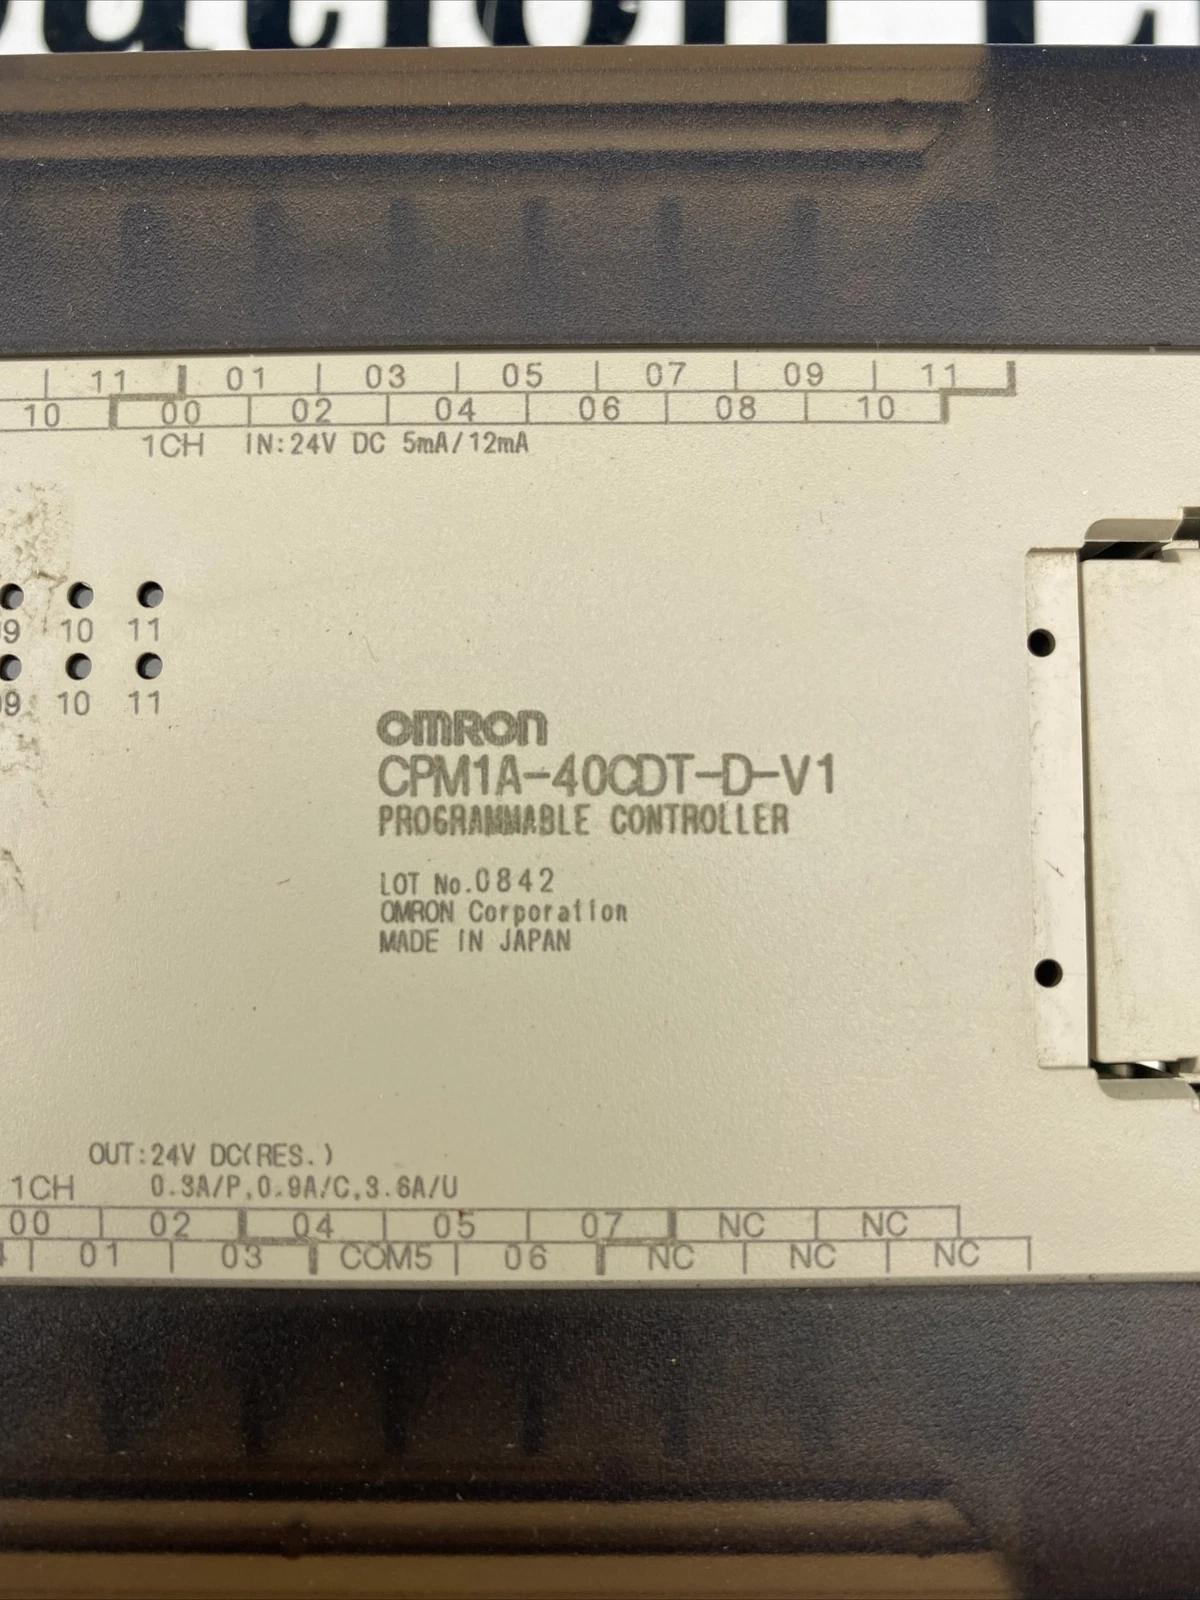 11 01 03 05 07 09 11
10 00 02 04 06 08 10
1CH IN:24V DC 5mA/12mA
09 10 11
09 10 11
OMRON
CPM1A-40CDT-D-V1
PROGRAMMABLE CONTROLLER
LOT No.0842
OMRON Corporation
MADE IN JAPAN
OUT:24V DC(RES.)
1CH 0.3A/P,0.9A/C,3.6A/U
00 02 04 05 07 NC NC
01 03 COM5 06 NC NC NC